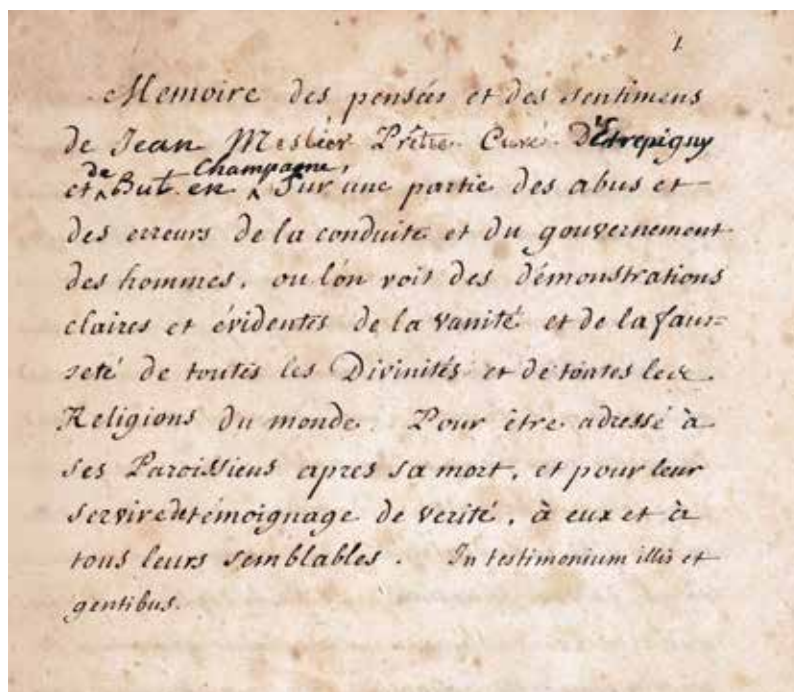 1
Memoire des pensées et des sentimens
de Jean Meslier Prêtre Curé D'Etrepigny
et de But en Champagne, Sur une partie des abus et
des erreurs de la conduite et du gouvernement
des hommes, ou l'on voit des démonstrations
claires et évidentes de la vanité et de la faus=
seté de toutes les Divinités et de toutes les
Religions du monde. Pour être adressé à
ses Paroissiens apres sa mort, et pour leur
servir de témoignage de verité, à eux et à
tous leurs semblables. In testimonium illis et
gentibus.